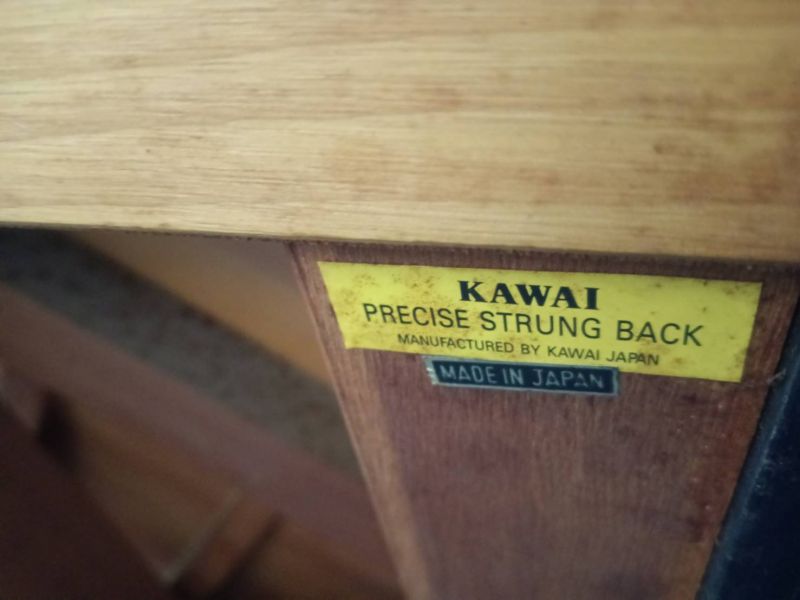 KAWAI
PRECISE STRUNG BACK
MANUFACTURED BY KAWAI JAPAN
MADE IN JAPAN